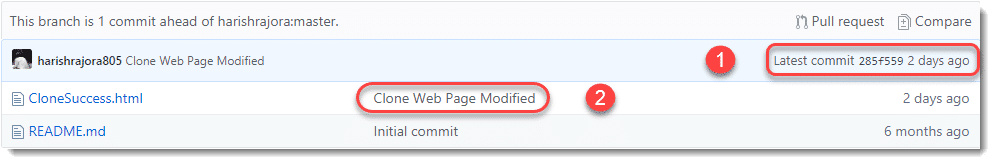 This branch is 1 commit ahead of harishrajora:master. Pull request Compare
harishrajora805 Clone Web Page Modified 1 Latest commit 285f559 2 days ago
CloneSuccess.html Clone Web Page Modified 2 2 days ago
README.md Initial commit 6 months ago